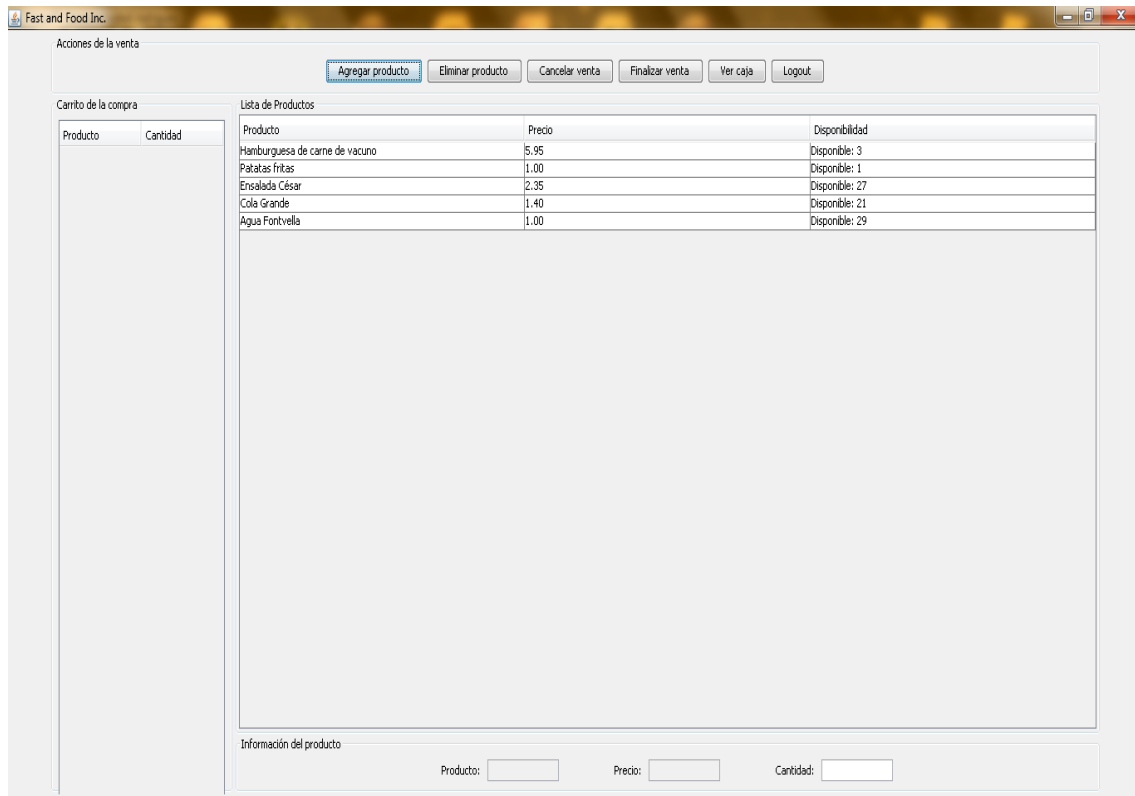 Fast and Food Inc.
Acciones de la venta
Agregar producto Eliminar producto Cancelar venta Finalizar venta Ver caja Logout
Carrito de la compra
Producto Cantidad
Lista de Productos
Producto Precio Disponibilidad
Hamburguesa de carne de vacuno 5.95 Disponible: 3
Patatas fritas 1.00 Disponible: 1
Ensalada César 2.35 Disponible: 27
Cola Grande 1.40 Disponible: 21
Agua Fontvella 1.00 Disponible: 29
Información del producto
Producto: Precio: Cantidad: